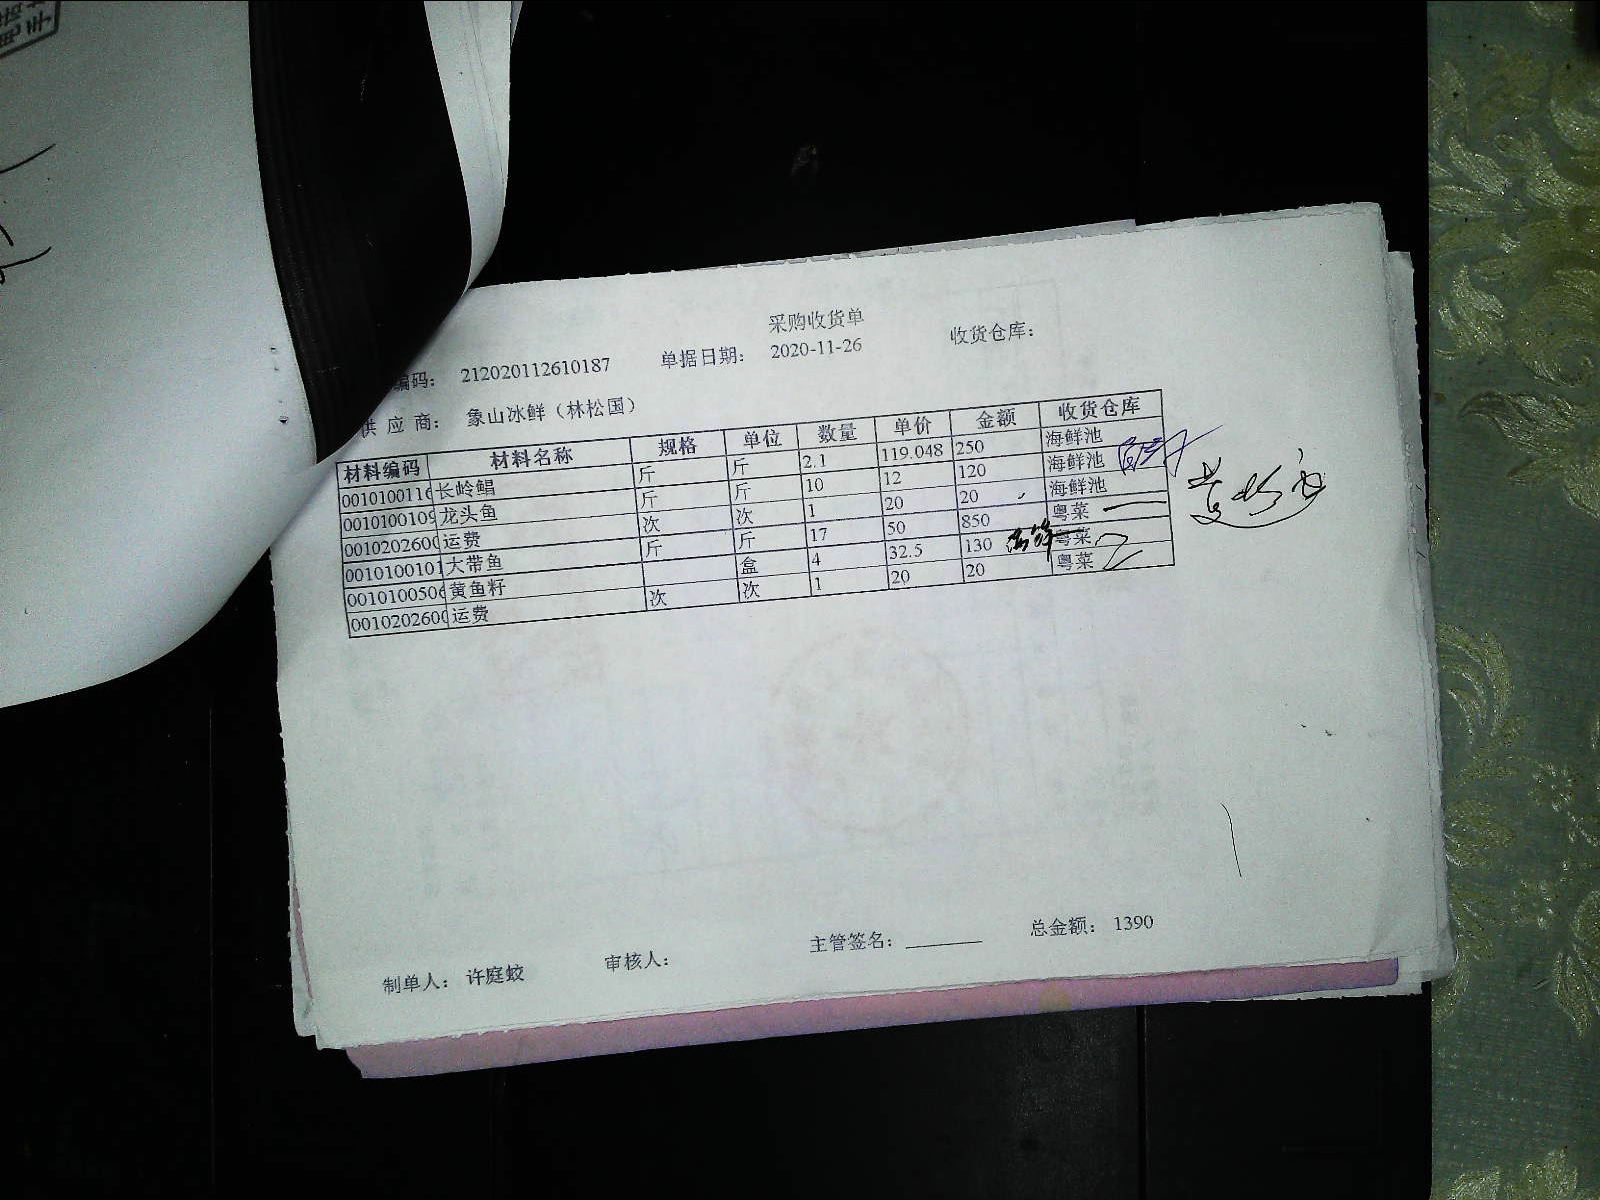 采购收货单
编码： 212020112610187 单据日期： 2020-11-26 收货仓库：
供 应 商： 象山冰鲜（林松国）
材料编码 材料名称 规格 单位 数量 单价 金额 收货仓库
001010011 长岭鲳 斤 斤 2.1 119.048 250 海鲜池
001010010 龙头鱼 斤 斤 10 12 120 海鲜池
001020260 运费 次 次 1 20 20 海鲜池
001010010 大带鱼 斤 斤 17 50 850 粤菜
001010050 黄鱼籽 盒 4 32.5 130 粤菜
001020260 运费 次 次 1 20 20 粤菜
制单人： 许庭蛟 审核人： 主管签名： 总金额： 1390